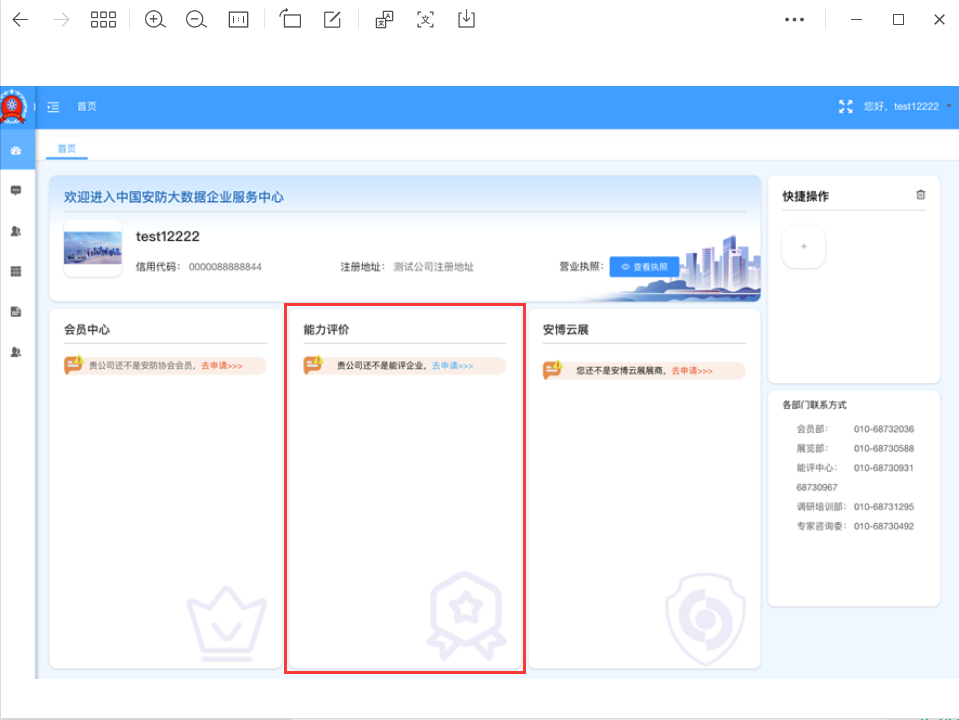 首页
您好，test12222
首页
欢迎进入中国安防大数据企业服务中心
test12222
信用代码： 0000088888844
注册地址： 测试公司注册地址
营业执照： 查看执照
快捷操作
会员中心
贵公司还不是安防协会会员，去申请>>>
能力评价
贵公司还不是能评企业，去申请>>>
安博云展
您还不是安博云展展商，去申请>>>
各部门联系方式
会员部： 010-68732036
展览部： 010-68730588
能评中心： 010-68730931
68730967
调研培训部： 010-68731295
专家咨询委： 010-68730492